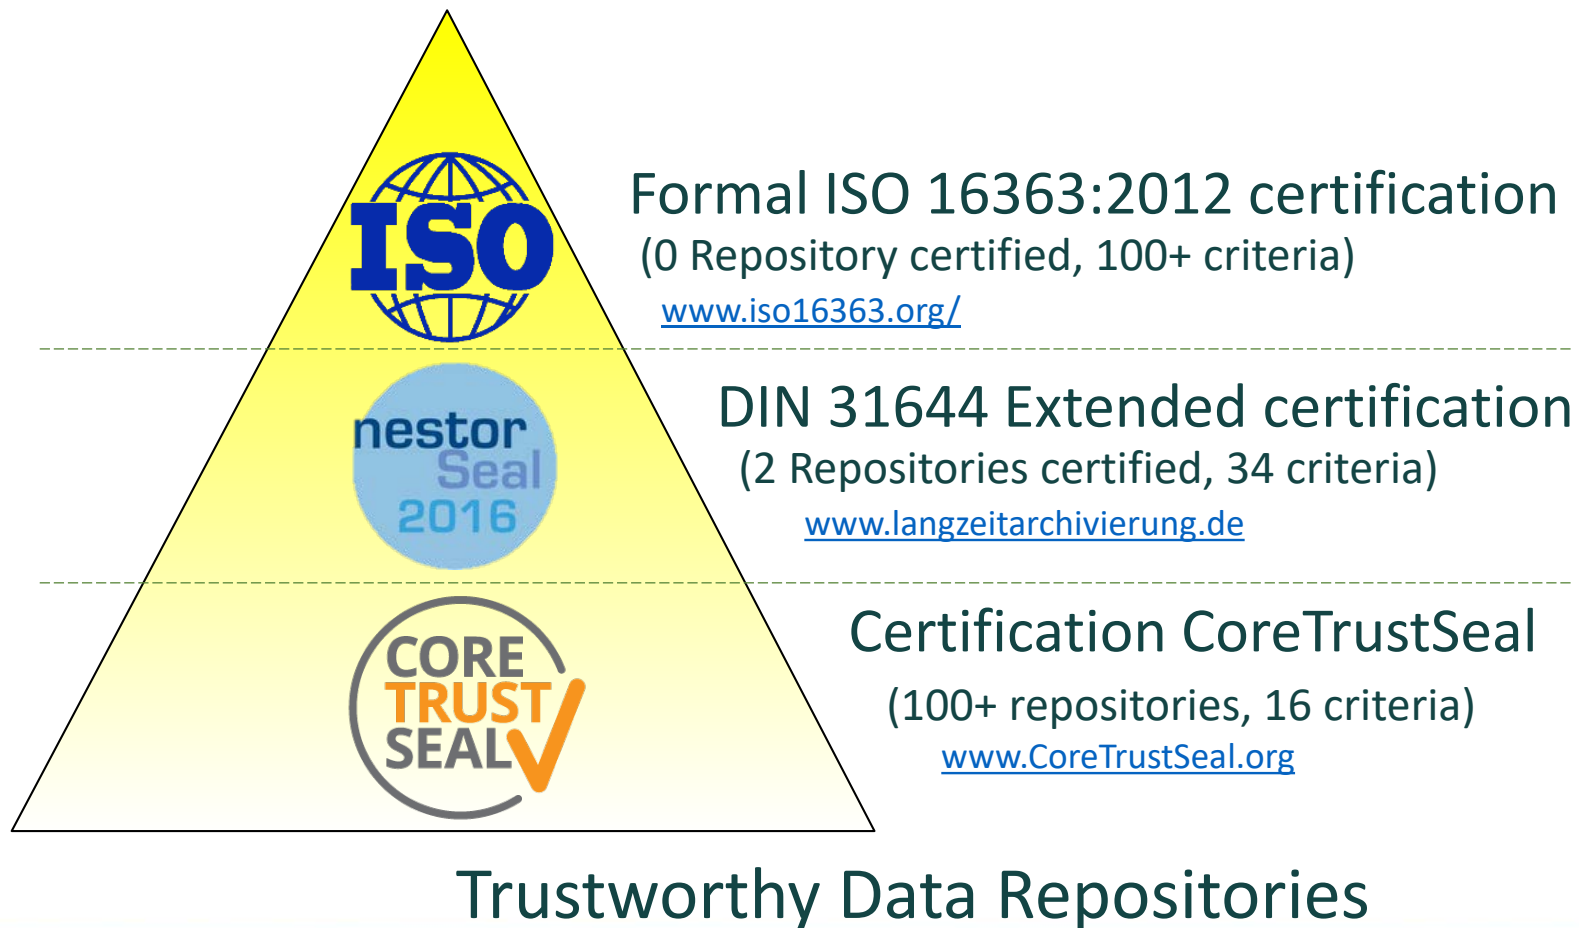 ISO
Formal ISO 16363:2012 certification
(0 Repository certified, 100+ criteria)
www.iso16363.org/
nestor
Seal
2016
DIN 31644 Extended certification
(2 Repositories certified, 34 criteria)
www.langzeitarchivierung.de
CORE
TRUST
SEAL
Certification CoreTrustSeal
(100+ repositories, 16 criteria)
www.CoreTrustSeal.org
Trustworthy Data Repositories